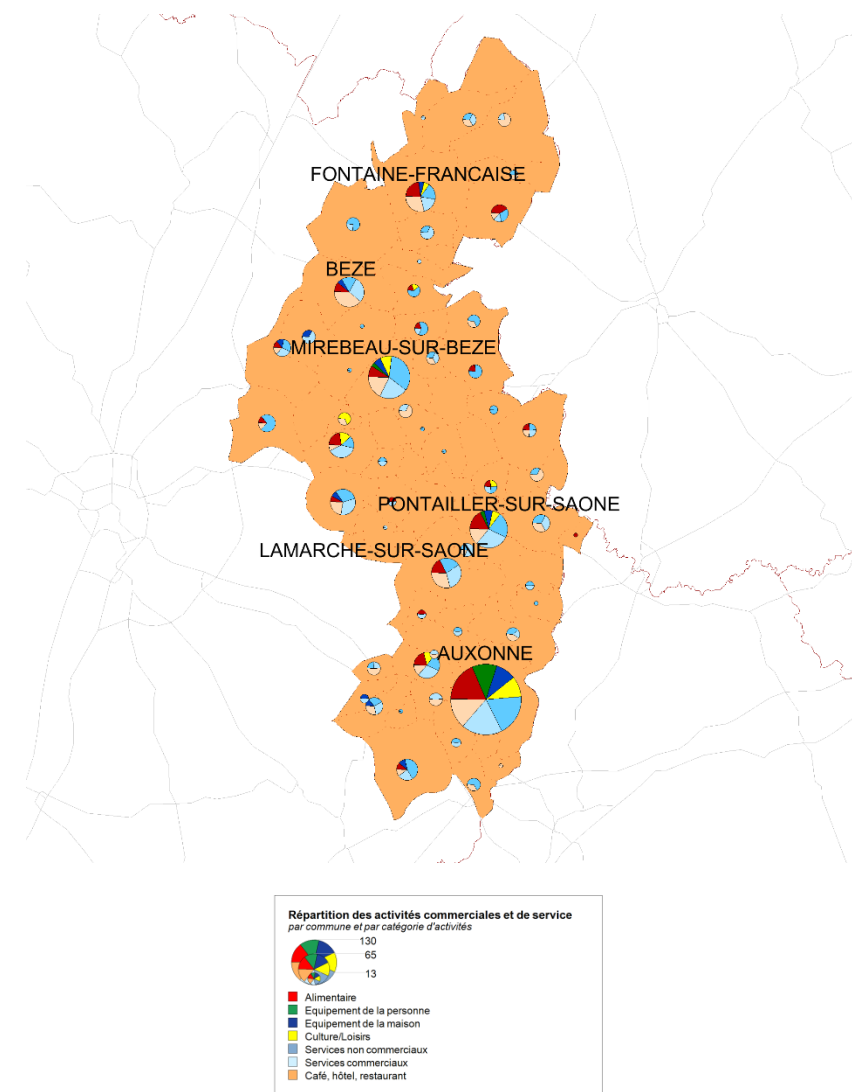 FONTAINE-FRANCAISE
BEZE
MIREBEAU-SUR-BEZE
PONTAILLER-SUR-SAONE
LAMARCHE-SUR-SAONE
AUXONNE
Répartition des activités commerciales et de service
par commune et par catégorie d'activités
130
65
13
Alimentaire
Equipement de la personne
Equipement de la maison
Culture/Loisirs
Services non commerciaux
Services commerciaux
Café, hôtel, restaurant